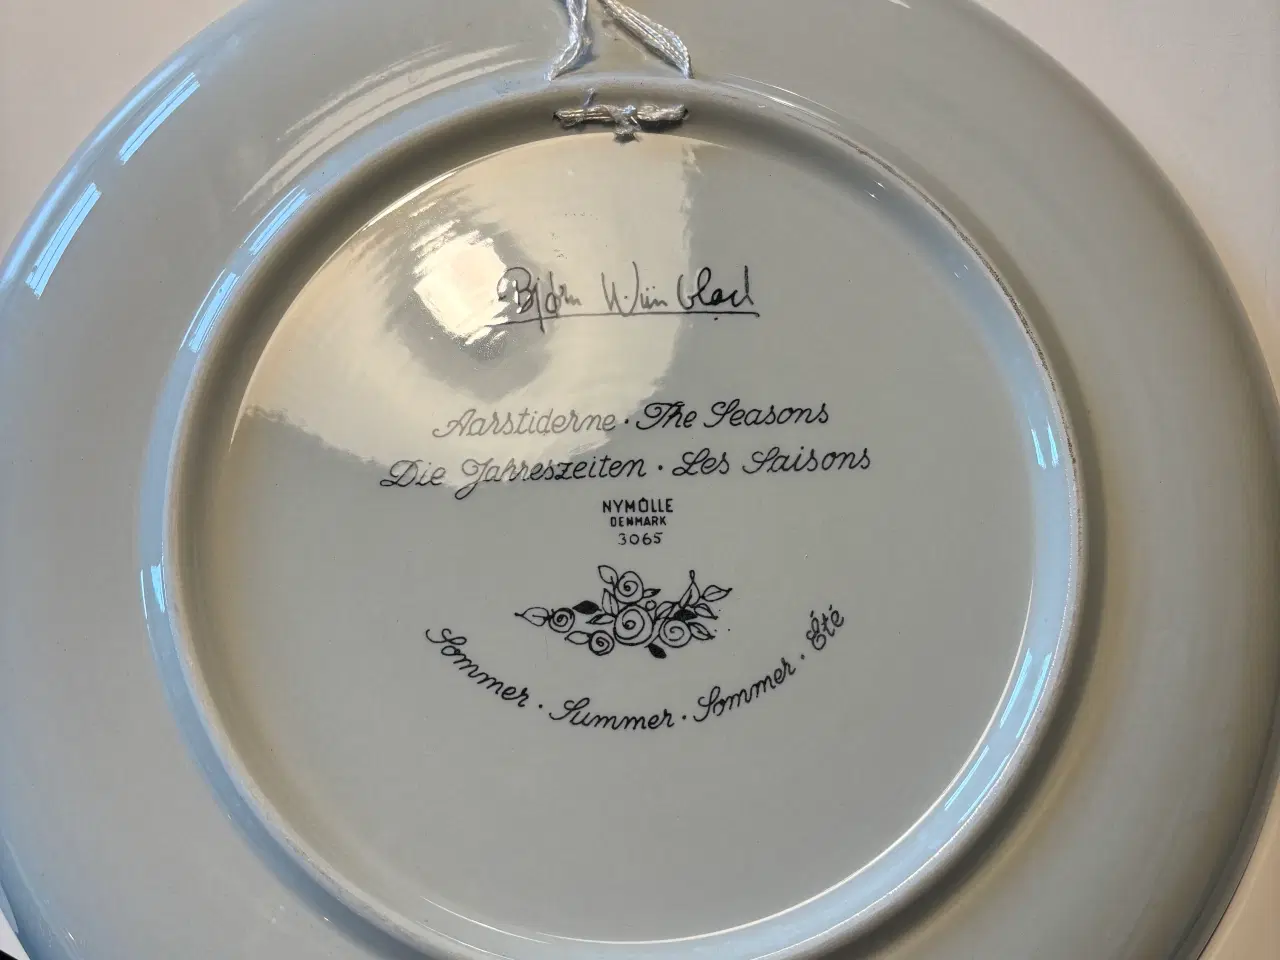 Bjørn Wiinblad
Aarstiderne · The Seasons
Die Jahreszeiten · Les Saisons
NYMÖLLE
DENMARK
3065
Sommer · Summer · Sommer · Été